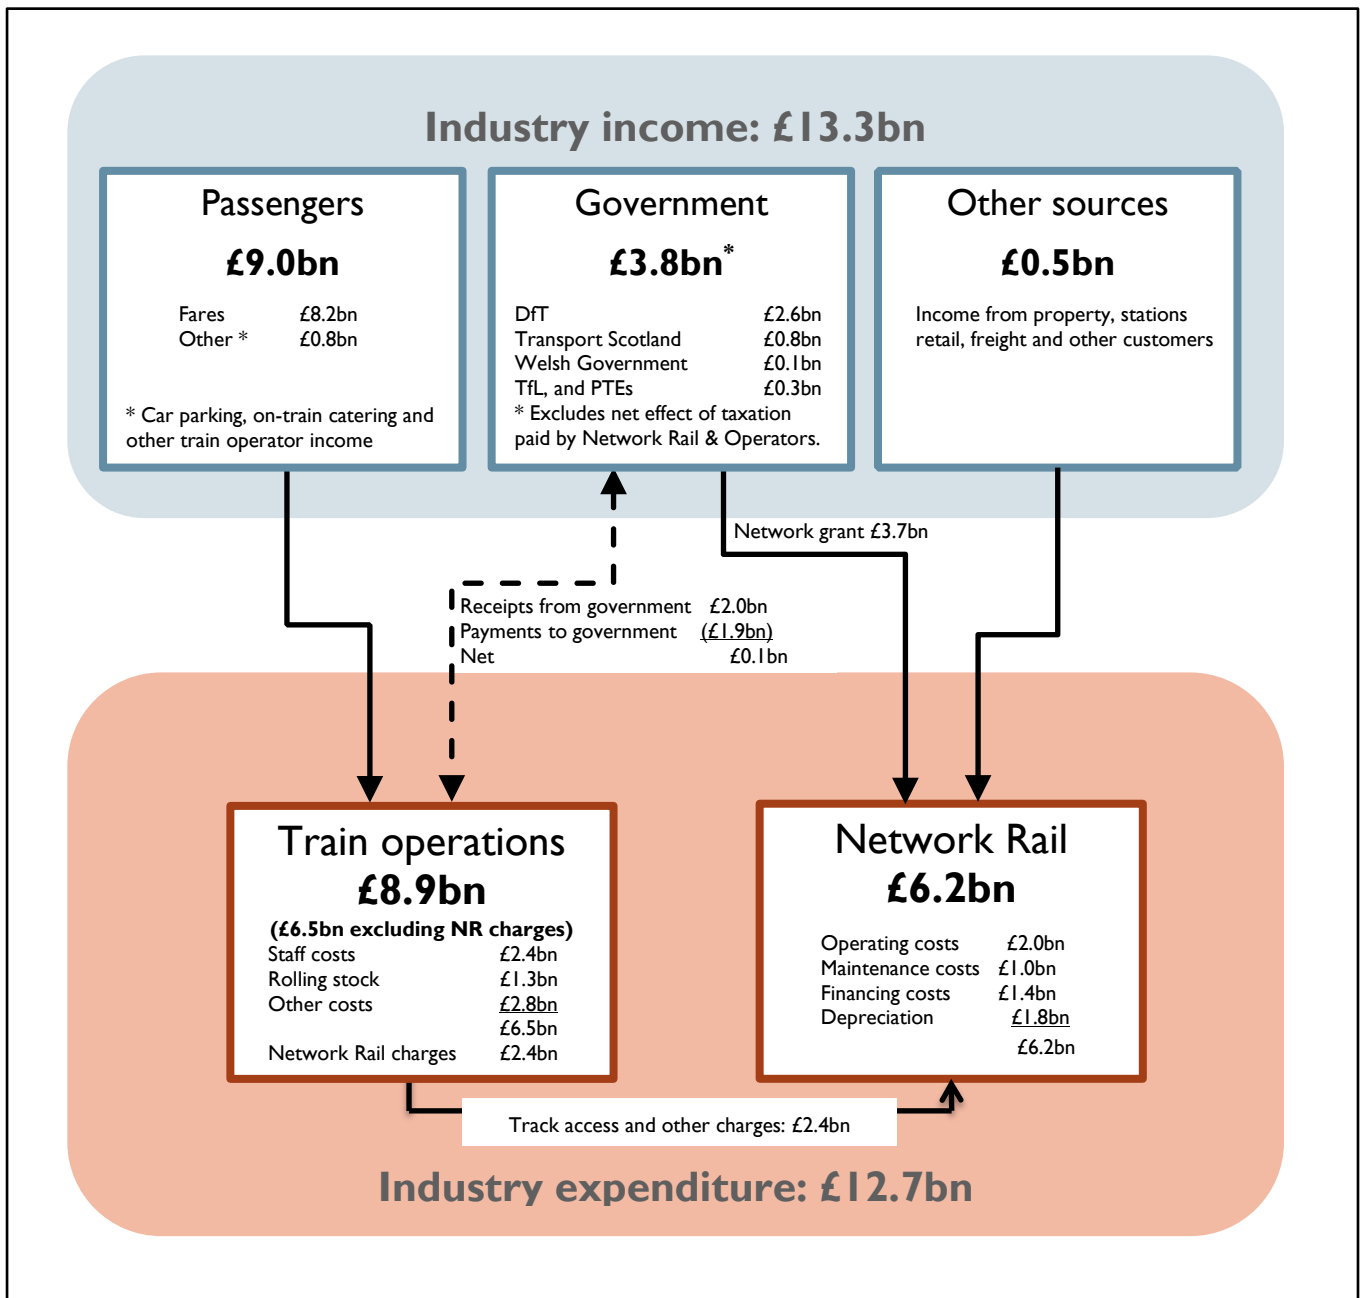 Industry income: £13.3bn
Passengers
£9.0bn
Fares £8.2bn
Other * £0.8bn
* Car parking, on-train catering and
other train operator income
Government
£3.8bn*
DfT £2.6bn
Transport Scotland £0.8bn
Welsh Government £0.1bn
TfL, and PTEs £0.3bn
* Excludes net effect of taxation
paid by Network Rail & Operators.
Other sources
£0.5bn
Income from property, stations
retail, freight and other customers
Network grant £3.7bn
Receipts from government £2.0bn
Payments to government (£1.9bn)
Net £0.1bn
Train operations
£8.9bn
(£6.5bn excluding NR charges)
Staff costs £2.4bn
Rolling stock £1.3bn
Other costs £2.8bn
£6.5bn
Network Rail charges £2.4bn
Network Rail
£6.2bn
Operating costs £2.0bn
Maintenance costs £1.0bn
Financing costs £1.4bn
Depreciation £1.8bn
£6.2bn
Track access and other charges: £2.4bn
Industry expenditure: £12.7bn